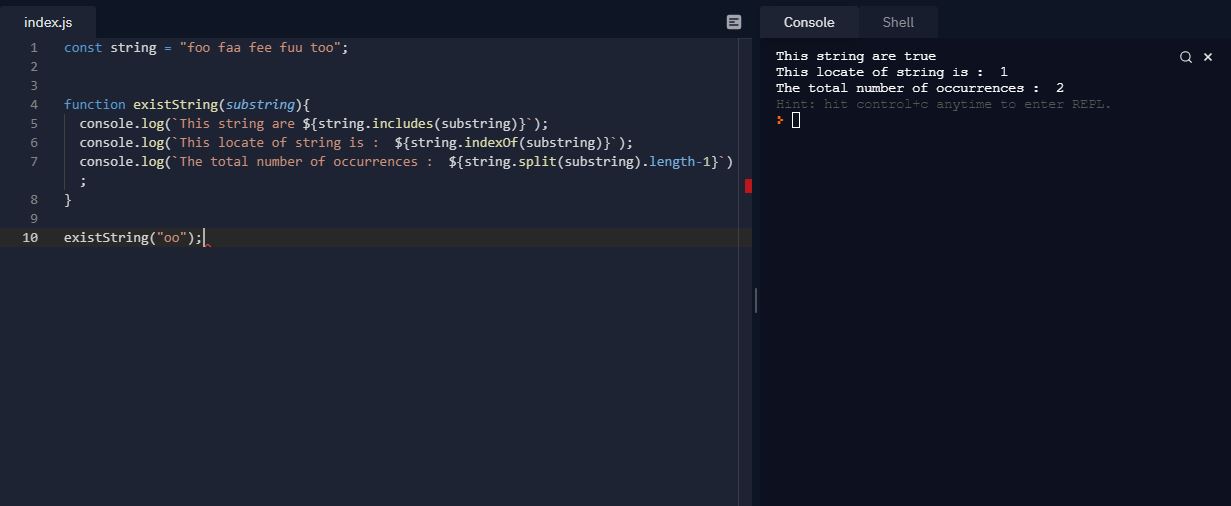 index.js
1 const string = "foo faa fee fuu too";
2
3
4 function existString(substring){
5 console.log(`This string are ${string.includes(substring)}`);
6 console.log(`This locate of string is :  ${string.indexOf(substring)}`);
7 console.log(`The total number of occurrences :  ${string.split(substring).length-1}`)
;
8 }
9
10 existString("oo");
Console Shell
This string are true
This locate of string is :  1
The total number of occurrences :  2
Hint: hit control+c anytime to enter REPL.